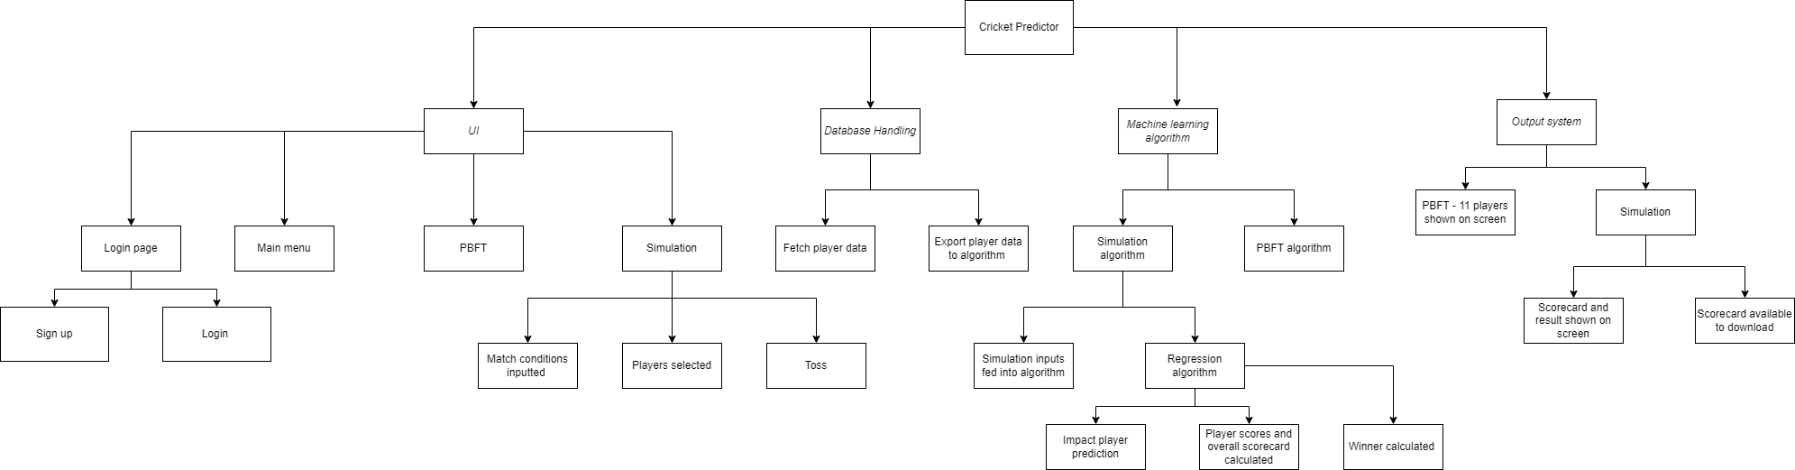 Cricket Predictor
UI
Database Handling
Machine learning
algorithm
Output system
Login page
Main menu
PBFT
Simulation
Fetch player data
Export player data
to algorithm
Simulation
algorithm
PBFT algorithm
PBFT - 11 players
shown on screen
Simulation
Sign up
Login
Match conditions
inputted
Players selected
Toss
Simulation inputs
fed into algorithm
Regression
algorithm
Scorecard and
result shown on
screen
Scorecard available
to download
Impact player
prediction
Player scores and
overall scorecard
calculated
Winner calculated